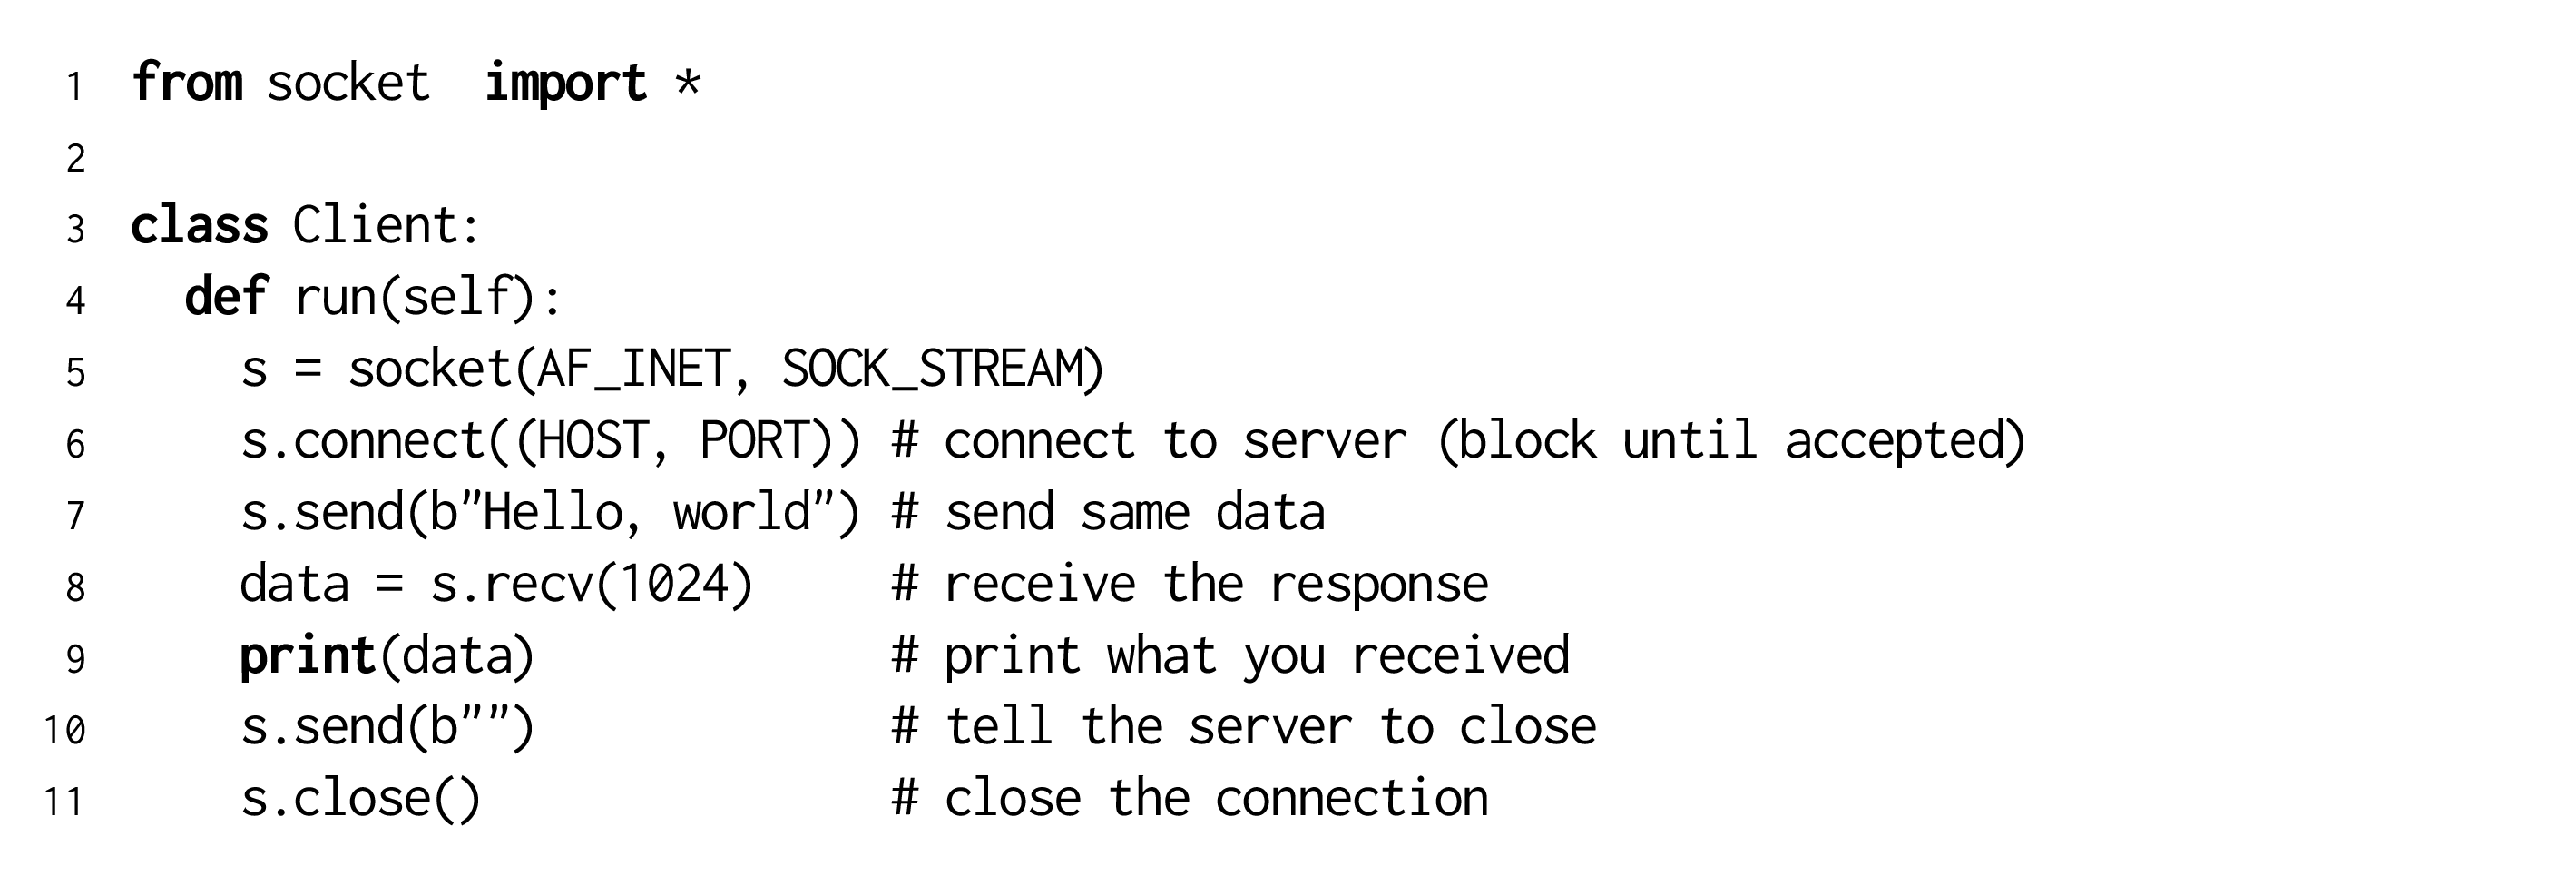 1 from socket  import *
2
3 class Client:
4   def run(self):
5     s = socket(AF_INET, SOCK_STREAM)
6     s.connect((HOST, PORT)) # connect to server (block until accepted)
7     s.send(b"Hello, world") # send same data
8     data = s.recv(1024)     # receive the response
9     print(data)             # print what you received
10     s.send(b"")             # tell the server to close
11     s.close()               # close the connection